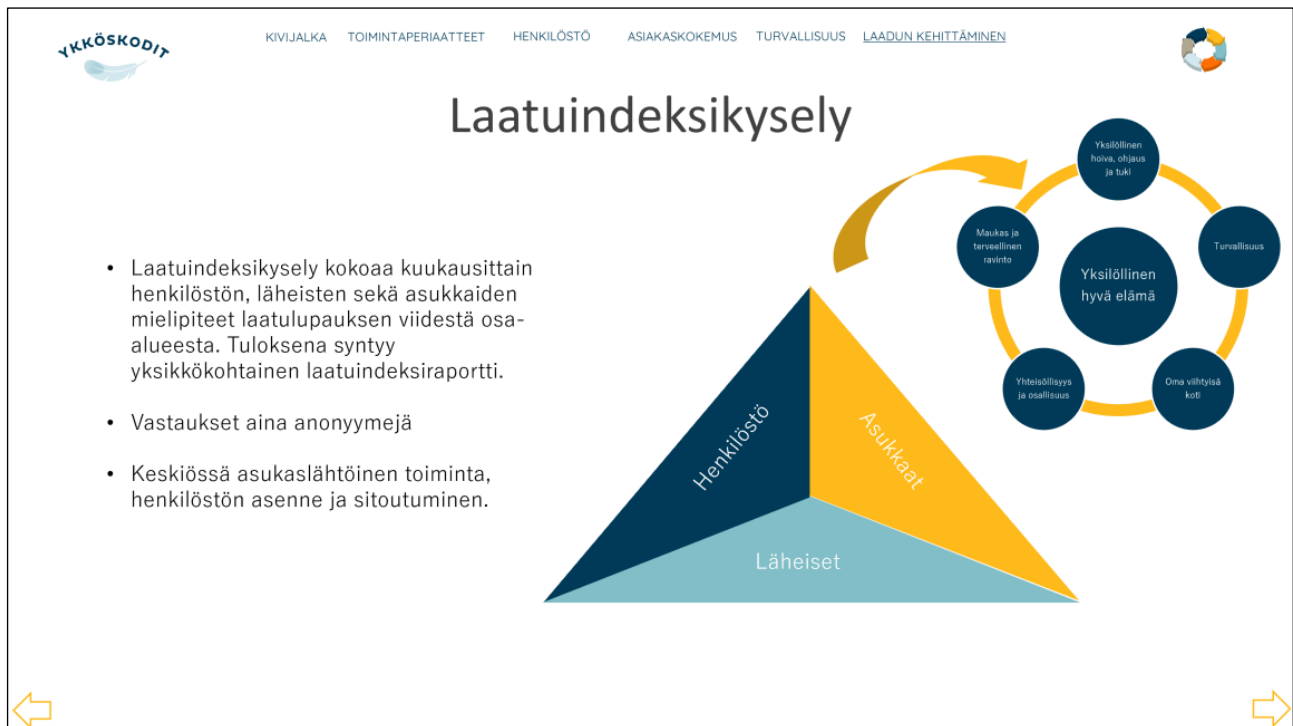 YKKÖSKODIT
KIVIJALKA TOIMINTAPERIAATTEET HENKILÖSTÖ ASIAKASKOKEMUS TURVALLISUUS LAADUN KEHITTÄMINEN
Laatuindeksikysely
• Laatuindeksikysely kokoaa kuukausittain
henkilöstön, läheisten sekä asukkaiden
mielipiteet laatulupauksen viidestä osa-
alueesta. Tuloksena syntyy
yksikkökohtainen laatuindeksiraportti.
• Vastaukset aina anonyymejä
• Keskiössä asukaslähtöinen toiminta,
henkilöstön asenne ja sitoutuminen.
Henkilöstö
Asukkaat
Läheiset
Yksilöllinen
hoiva, ohjaus
ja tuki
Turvallisuus
Oma viihtyisä
koti
Yhteisöllisyys
ja osallisuus
Maukas ja
terveellinen
ravinto
Yksilöllinen
hyvä elämä